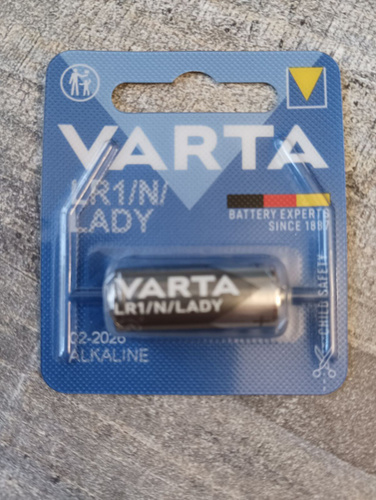 VARTA
LR1/N/
LADY
BATTERY EXPERTS
SINCE 1887
VARTA
LR1/N/LADY
CHILD SAFETY
02-2026
ALKALINE